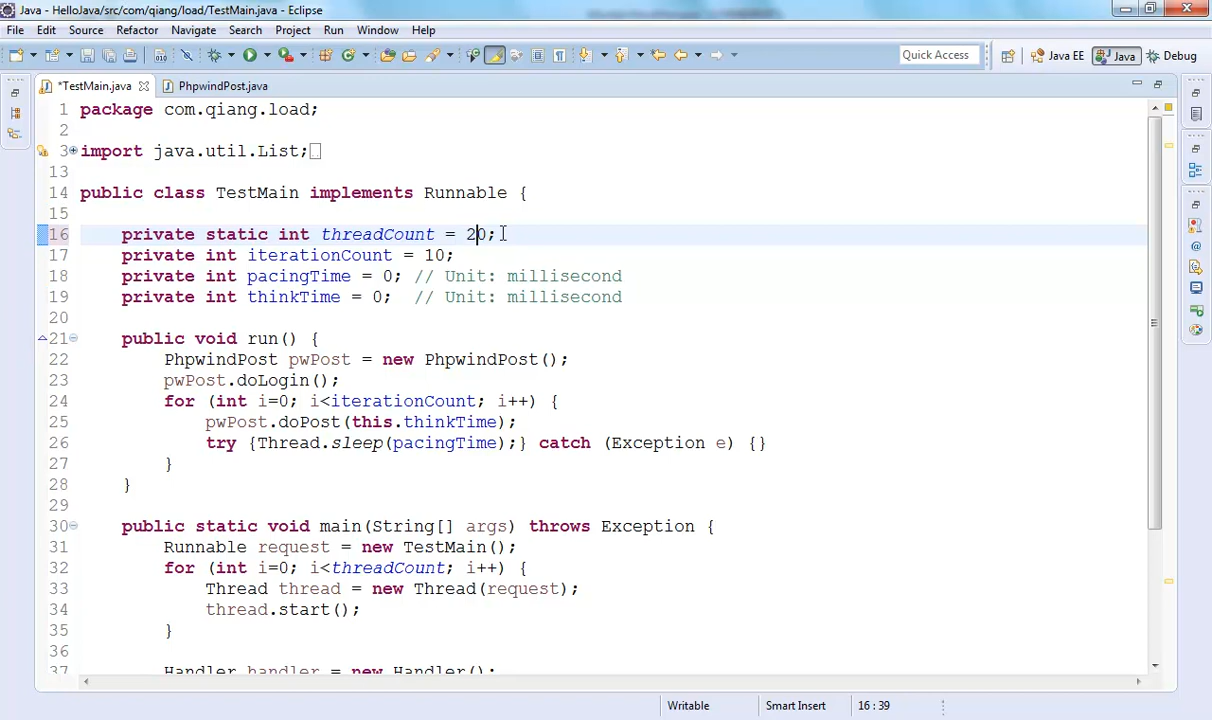 Java - HelloJava/src/com/qiang/load/TestMain.java - Eclipse
File Edit Source Refactor Navigate Search Project Run Window Help
Quick Access Java EE Java Debug
*TestMain.java PhpwindPost.java
1 package com.qiang.load;
2
3 import java.util.List;
13
14 public class TestMain implements Runnable {
15
16 private static int threadCount = 20;
17 private int iterationCount = 10;
18 private int pacingTime = 0; // Unit: millisecond
19 private int thinkTime = 0; // Unit: millisecond
20
21 public void run() {
22 PhpwindPost pwPost = new PhpwindPost();
23 pwPost.doLogin();
24 for (int i=0; i<iterationCount; i++) {
25 pwPost.doPost(this.thinkTime);
26 try {Thread.sleep(pacingTime);} catch (Exception e) {}
27 }
28 }
29
30 public static void main(String[] args) throws Exception {
31 Runnable request = new TestMain();
32 for (int i=0; i<threadCount; i++) {
33 Thread thread = new Thread(request);
34 thread.start();
35 }
36
37 Handler handler = new Handler();
Writable Smart Insert 16 : 39